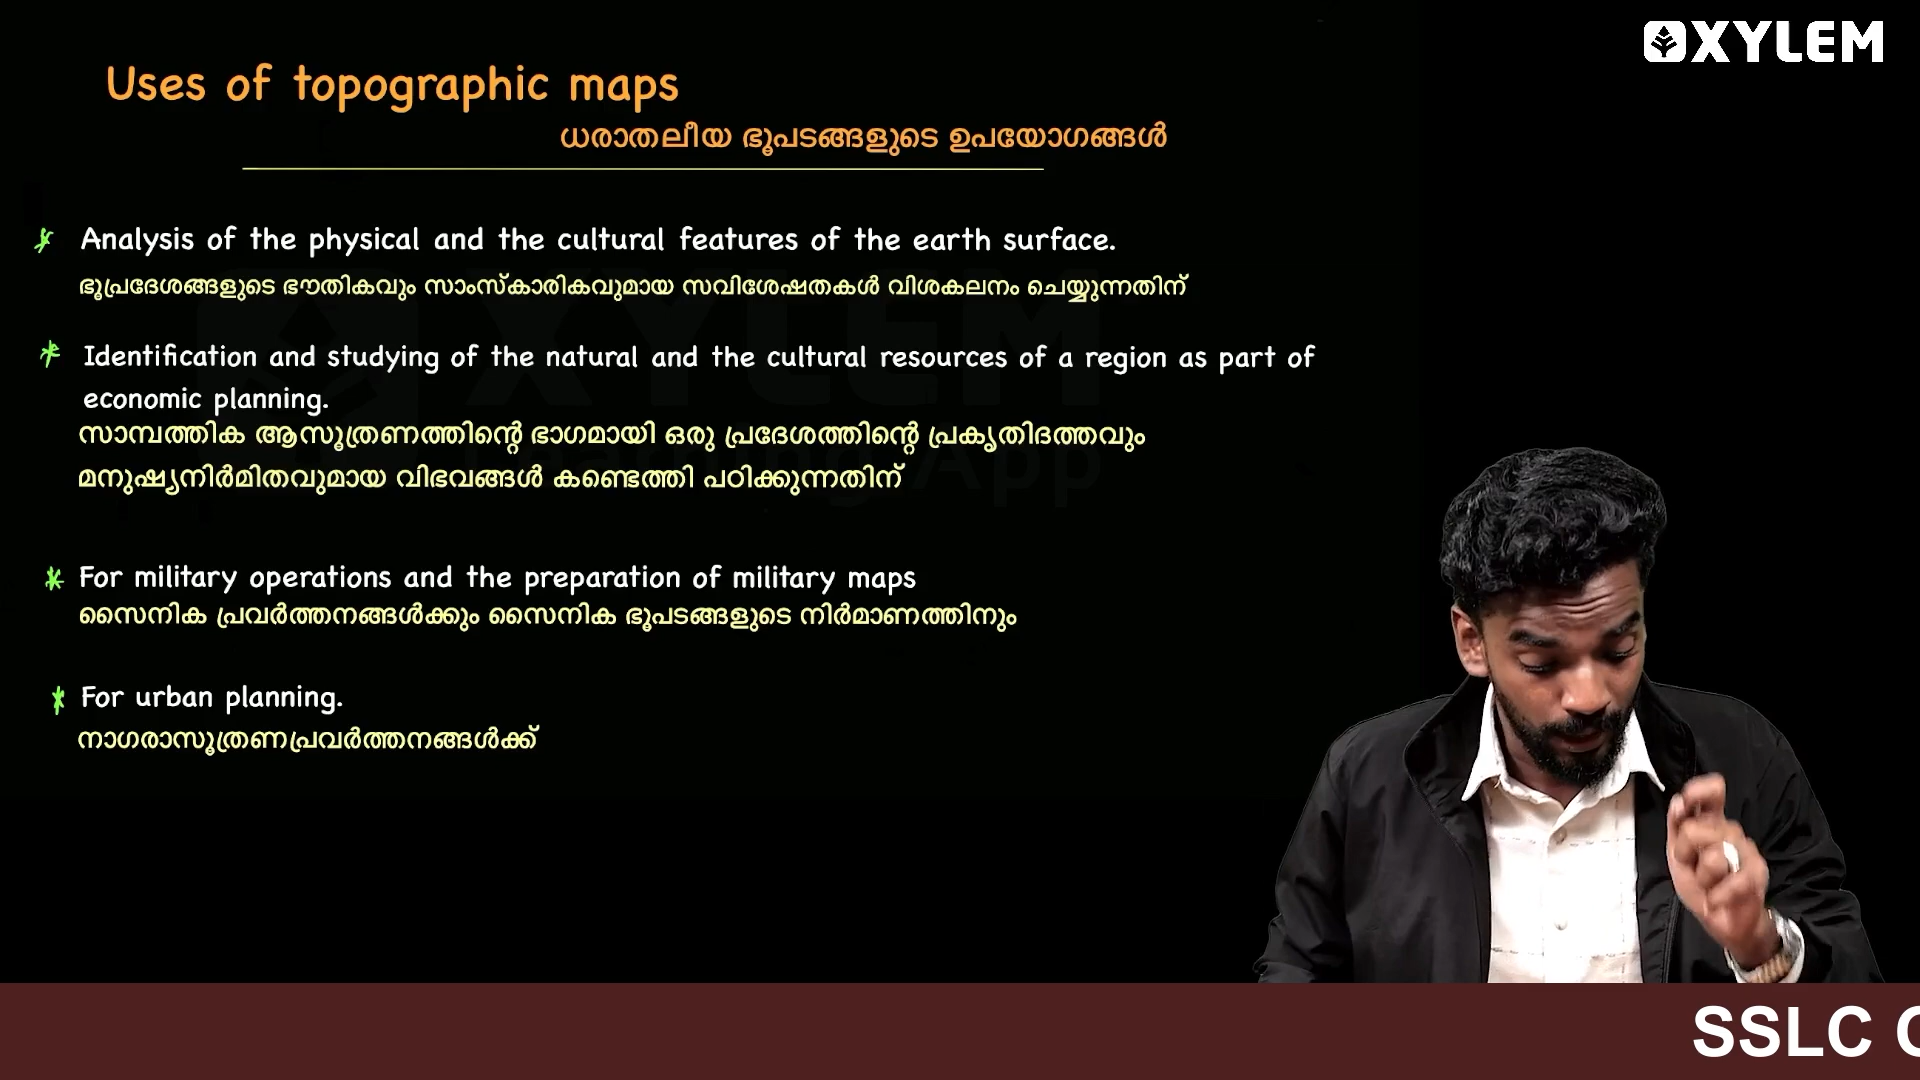 XYLEM
Uses of topographic maps
ധരാതലീയ ഭൂപടങ്ങളുടെ ഉപയോഗങ്ങൾ
Analysis of the physical and the cultural features of the earth surface.
ഭൂപ്രദേശങ്ങളുടെ ഭൗതികവും സാംസ്കാരികവുമായ സവിശേഷതകൾ വിശകലനം ചെയ്യുന്നതിന്
Identification and studying of the natural and the cultural resources of a region as part of
economic planning.
സാമ്പത്തിക ആസൂത്രണത്തിന്റെ ഭാഗമായി ഒരു പ്രദേശത്തിന്റെ പ്രകൃതിദത്തവും
മനുഷ്യനിർമിതവുമായ വിഭവങ്ങൾ കണ്ടെത്തി പഠിക്കുന്നതിന്
For military operations and the preparation of military maps
സൈനിക പ്രവർത്തനങ്ങൾക്കും സൈനിക ഭൂപടങ്ങളുടെ നിർമാണത്തിനും
For urban planning.
നാഗരാസൂത്രണപ്രവർത്തനങ്ങൾക്ക്
XYLEM
Learning App
SSLC